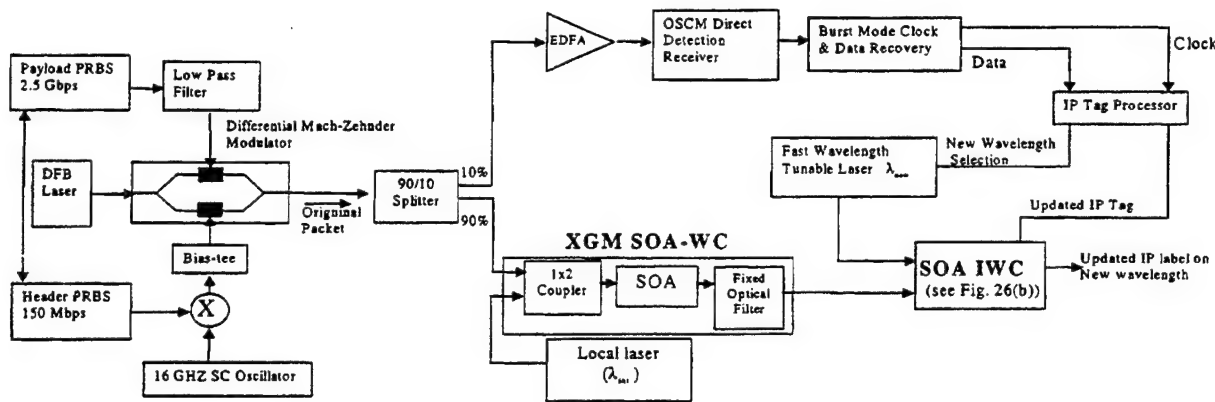 Payload PRBS
2.5 Gbps
Low Pass
Filter
Differential Mach-Zehnder
Modulator
DFB
Laser
Origninal
Packet
Bias-tee
Header PRBS
150 Mbps
X
16 GHZ SC Oscillator
90/10
Splitter
10%
90%
EDFA
OSCM Direct
Detection
Receiver
Burst Mode Clock
& Data Recovery
Clock
Data
IP Tag Processor
New Wavelength
Selection
Fast Wavelength
Tunable Laser λnew
Updated IP Tag
XGM SOA-WC
1x2
Coupler
SOA
Fixed
Optical
Filter
Local laser
SOA IWC
(see Fig. 26(b))
Updated IP label on
New wavelength